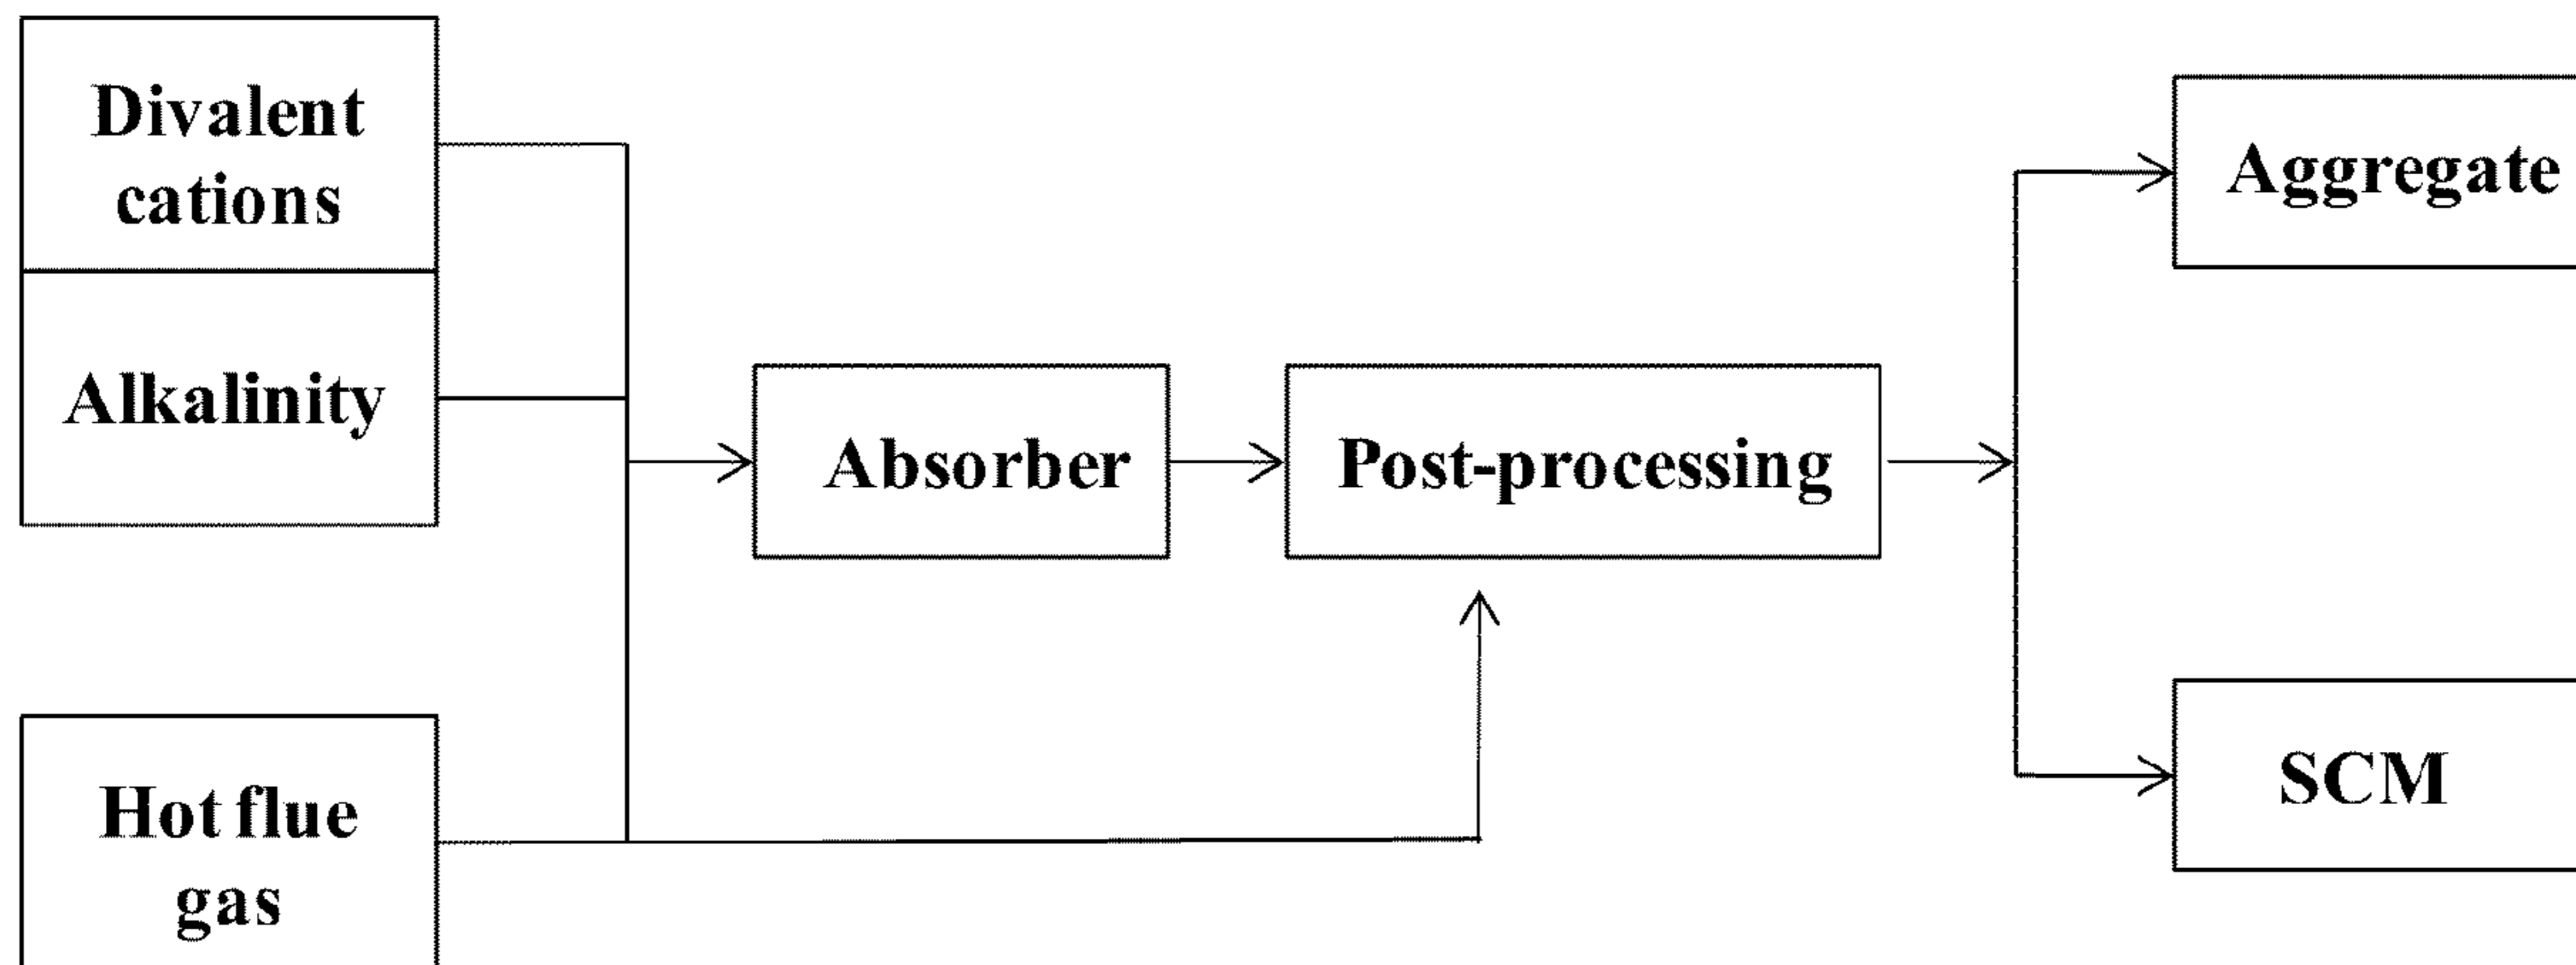 Divalent
cations
Alkalinity
Hot flue
gas
Absorber
Post-processing
Aggregate
SCM